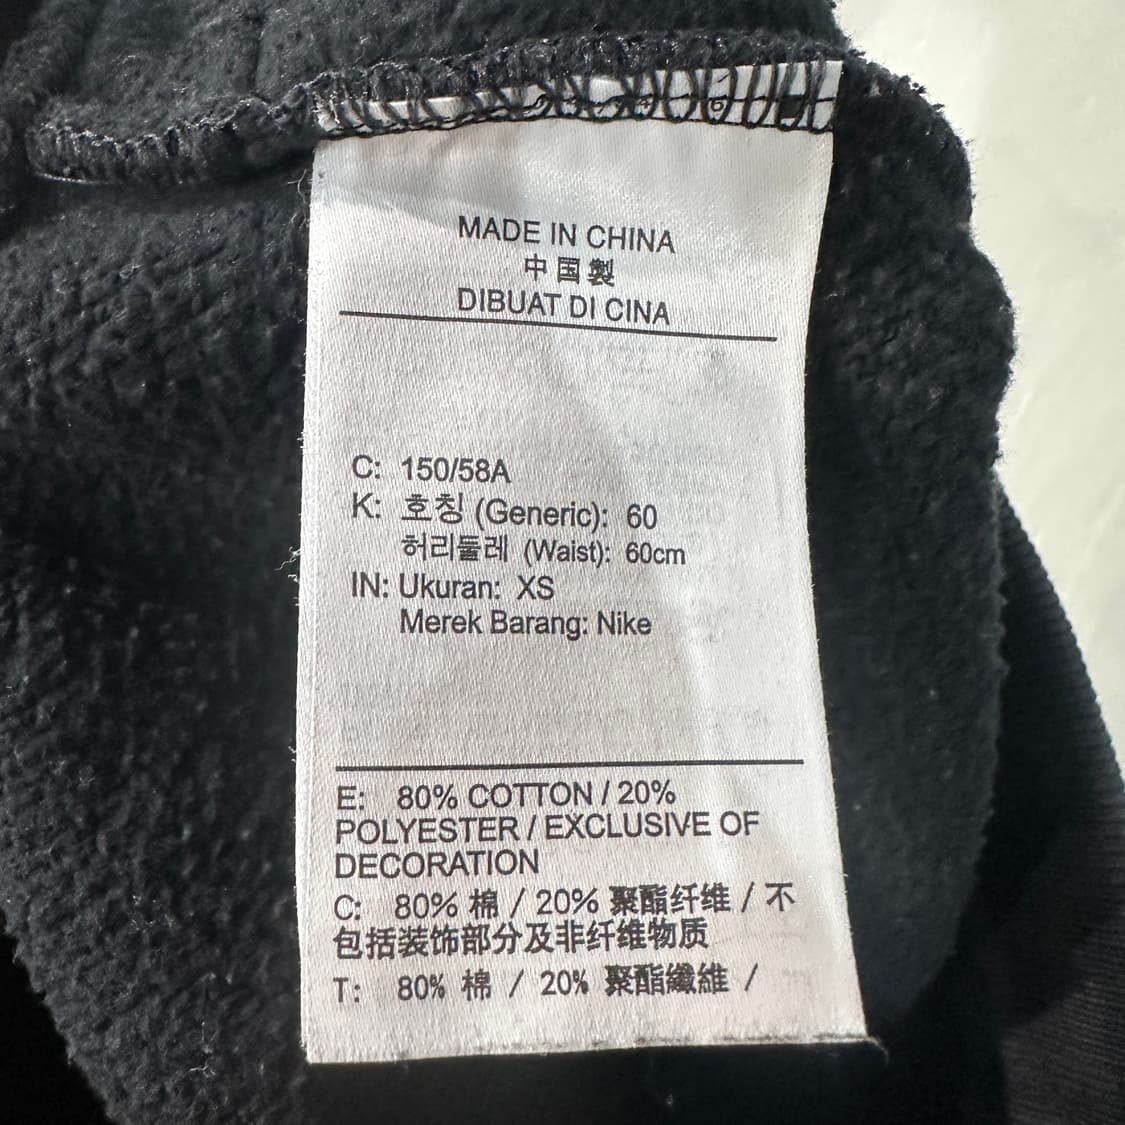 MADE IN CHINA
中国製
DIBUAT DI CINA
C: 150/58A
K: 호칭 (Generic): 60
허리둘레 (Waist): 60cm
IN: Ukuran: XS
Merek Barang: Nike
E: 80% COTTON / 20%
POLYESTER / EXCLUSIVE OF
DECORATION
C: 80% 棉 / 20% 聚酯纤维 / 不
包括装饰部分及非纤维物质
T: 80% 棉 / 20% 聚酯纖維 /